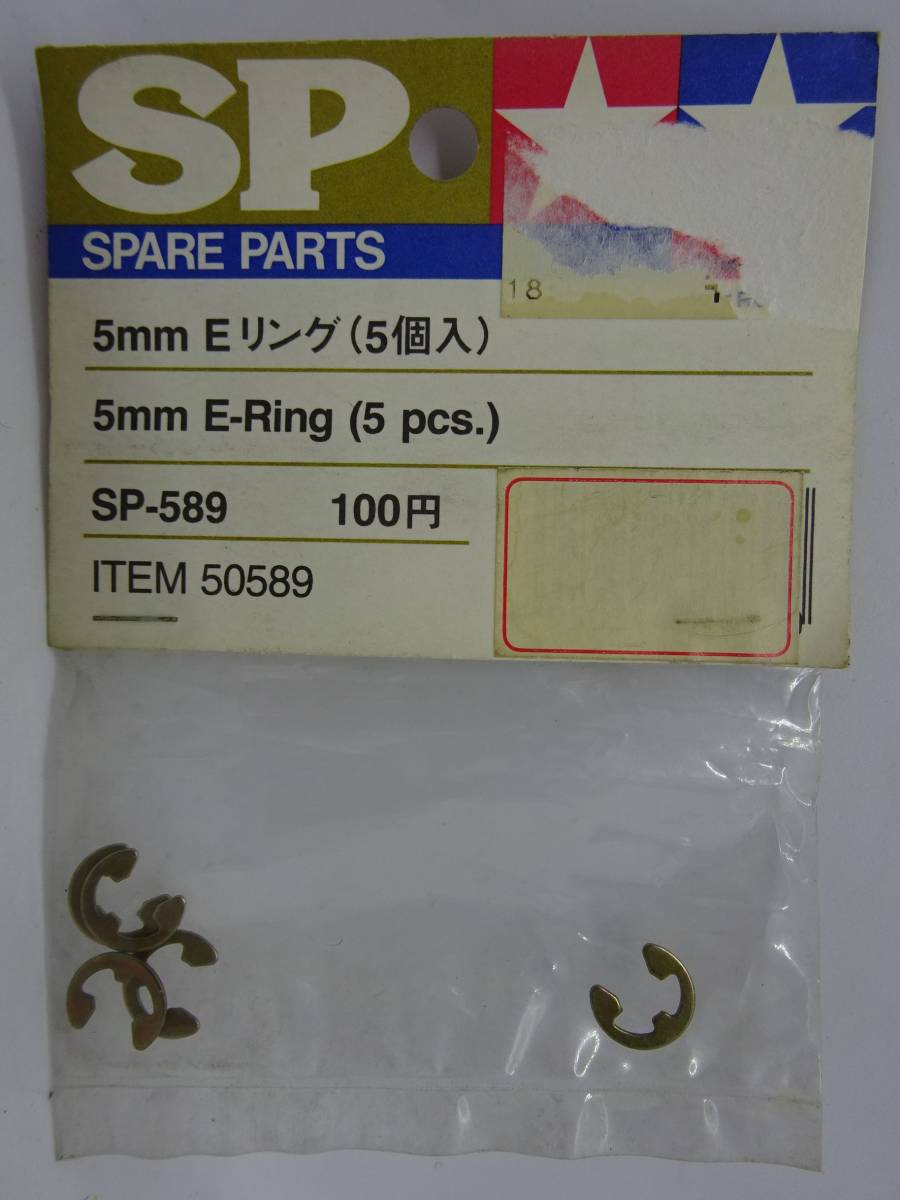 SP
SPARE PARTS
18
5mm Eリング(5個入)
5mm E-Ring (5 pcs.)
SP-589 100円
ITEM 50589